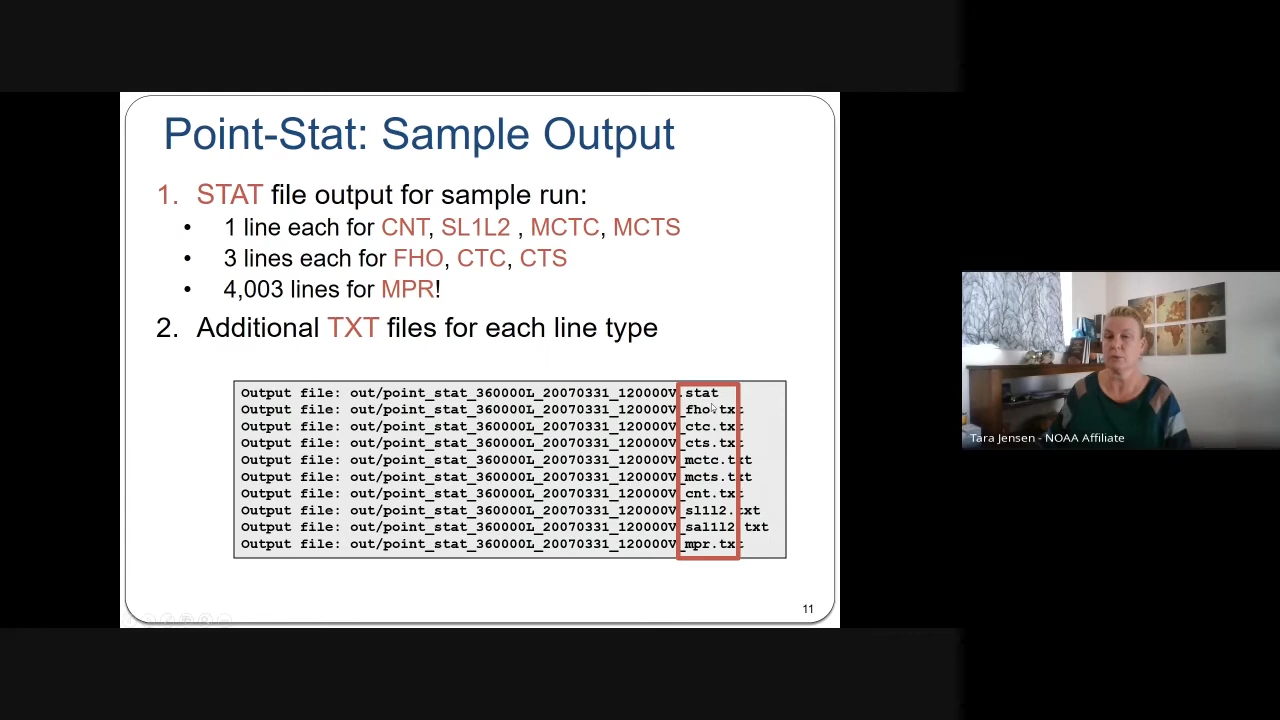 Point-Stat: Sample Output
1. STAT file output for sample run:
• 1 line each for CNT, SL1L2 , MCTC, MCTS
• 3 lines each for FHO, CTC, CTS
• 4,003 lines for MPR!
2. Additional TXT files for each line type
Output file: out/point_stat_360000L_20070331_120000V.stat
Output file: out/point_stat_360000L_20070331_120000V_fho.txt
Output file: out/point_stat_360000L_20070331_120000V_ctc.txt
Output file: out/point_stat_360000L_20070331_120000V_cts.txt
Output file: out/point_stat_360000L_20070331_120000V_mctc.txt
Output file: out/point_stat_360000L_20070331_120000V_mcts.txt
Output file: out/point_stat_360000L_20070331_120000V_cnt.txt
Output file: out/point_stat_360000L_20070331_120000V_sl1l2.txt
Output file: out/point_stat_360000L_20070331_120000V_sal1l2.txt
Output file: out/point_stat_360000L_20070331_120000V_mpr.txt
11
Tara Jensen - NOAA Affiliate